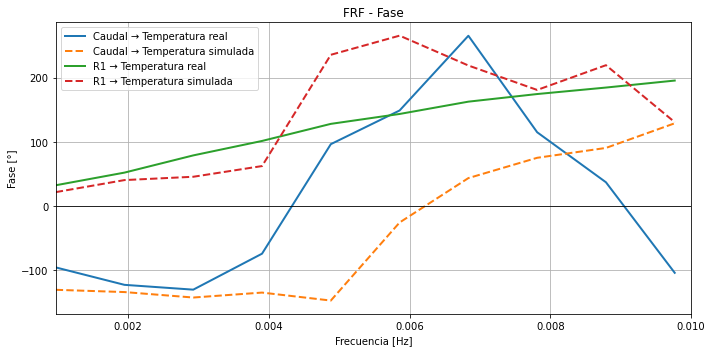 FRF - Fase
Caudal → Temperatura real
Caudal → Temperatura simulada
R1 → Temperatura real
R1 → Temperatura simulada
Fase [°]
200
100
0
−100
0.002
0.004
0.006
0.008
0.010
Frecuencia [Hz]